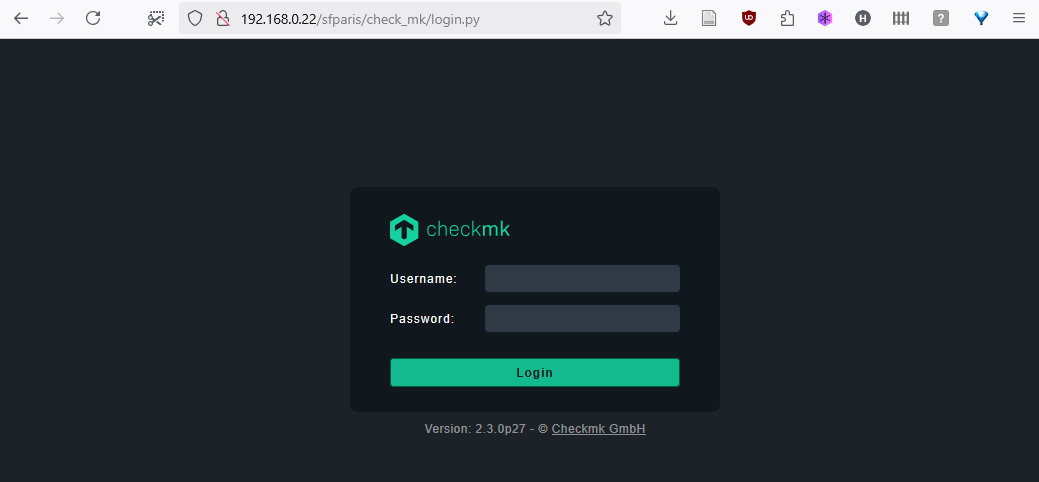 192.168.0.22/sfparis/check_mk/login.py
checkmk
Username:
Password:
Login
Version: 2.3.0p27 - © Checkmk GmbH